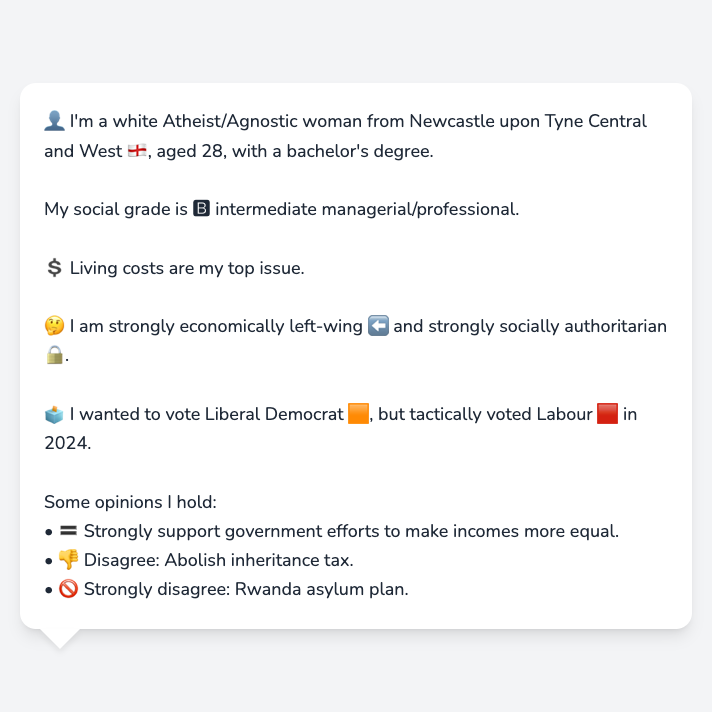 👤 I'm a white Atheist/Agnostic woman from Newcastle upon Tyne Central
and West 🏴󠁧󠁢󠁥󠁮󠁧󠁿, aged 28, with a bachelor's degree.
My social grade is 🅱 intermediate managerial/professional.
💲 Living costs are my top issue.
🤔 I am strongly economically left-wing ⬅️ and strongly socially authoritarian
🔒.
🗳️ I wanted to vote Liberal Democrat 🟧, but tactically voted Labour 🟥 in
2024.
Some opinions I hold:
• 🟰 Strongly support government efforts to make incomes more equal.
• 👎 Disagree: Abolish inheritance tax.
• 🚫 Strongly disagree: Rwanda asylum plan.